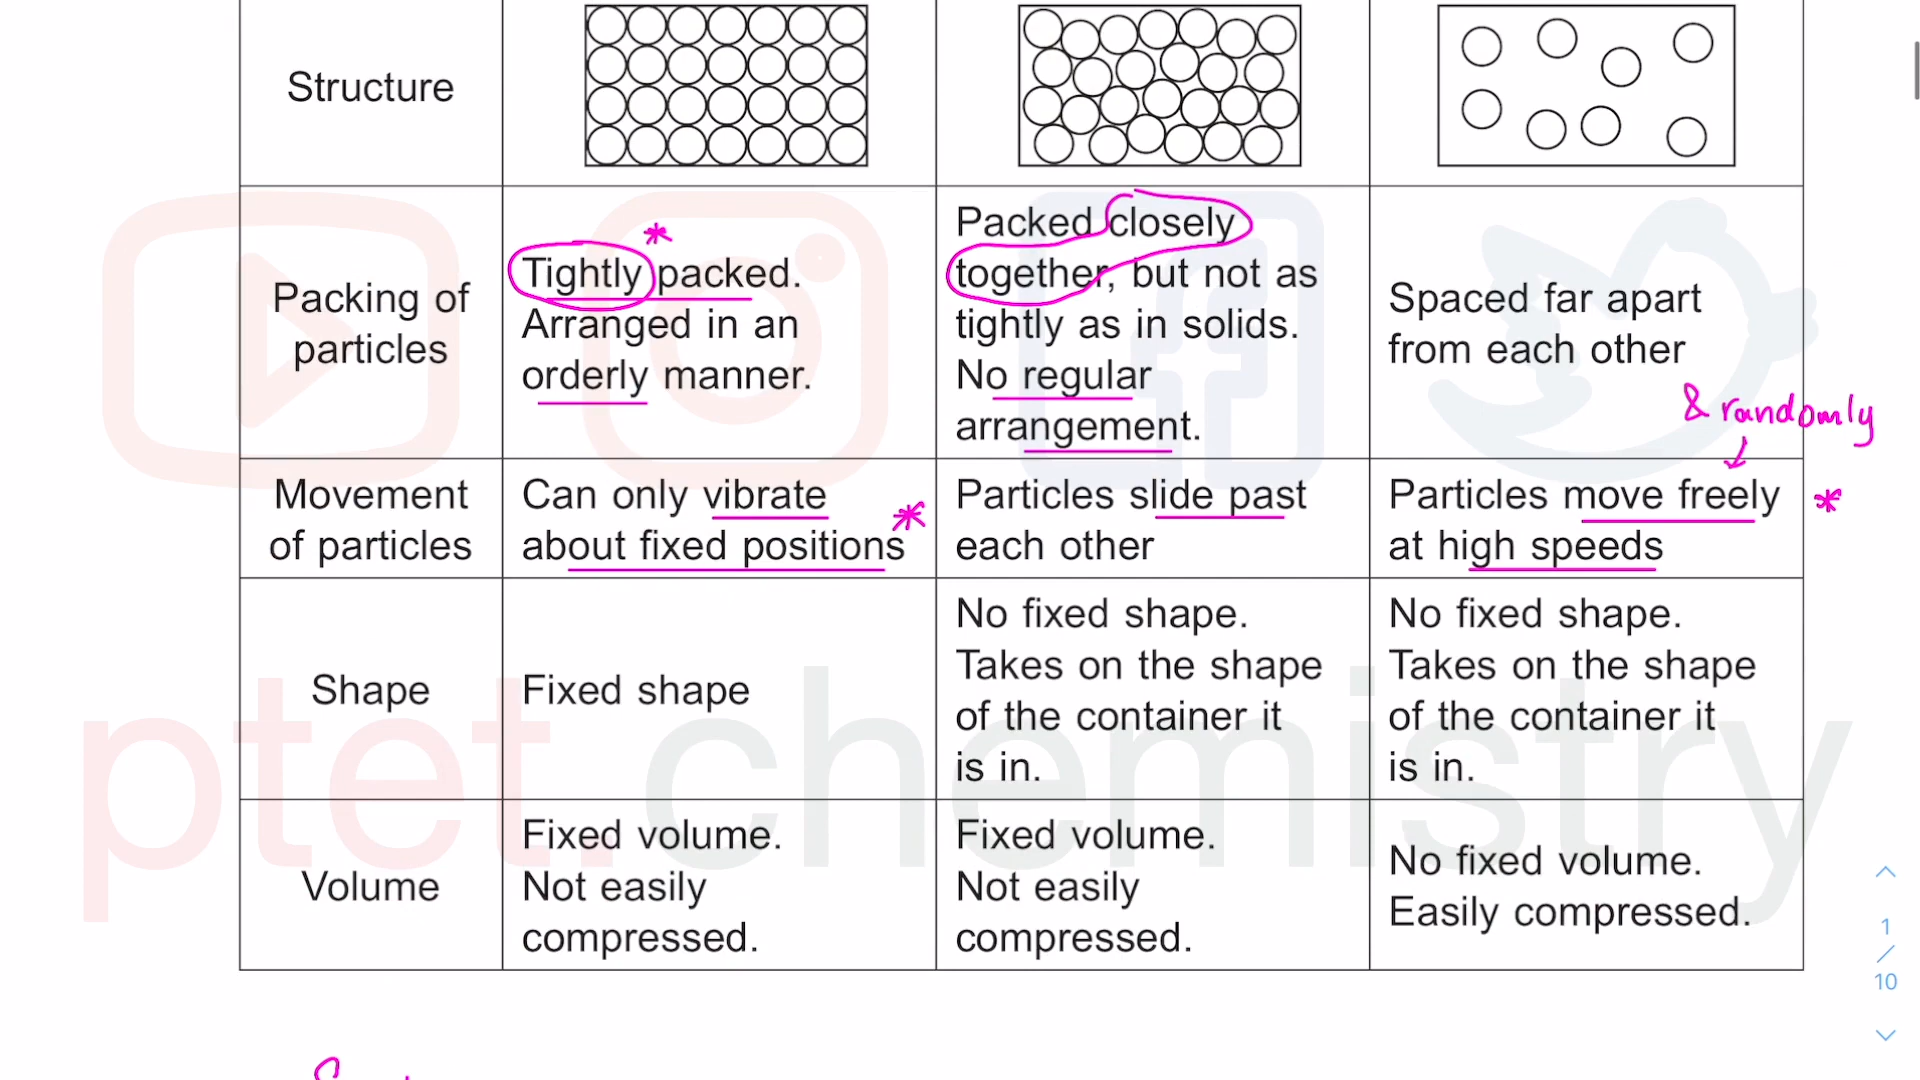 Structure
Packing of
particles
Tightly packed.
Arranged in an
orderly manner.
Packed closely
together, but not as
tightly as in solids.
No regular
arrangement.
Spaced far apart
from each other
& randomly
Movement
of particles
Can only vibrate
about fixed positions
Particles slide past
each other
Particles move freely
at high speeds
Shape
Fixed shape
No fixed shape.
Takes on the shape
of the container it
is in.
No fixed shape.
Takes on the shape
of the container it
is in.
Volume
Fixed volume.
Not easily
compressed.
Fixed volume.
Not easily
compressed.
No fixed volume.
Easily compressed.
ptet.chemistry
1
/
10